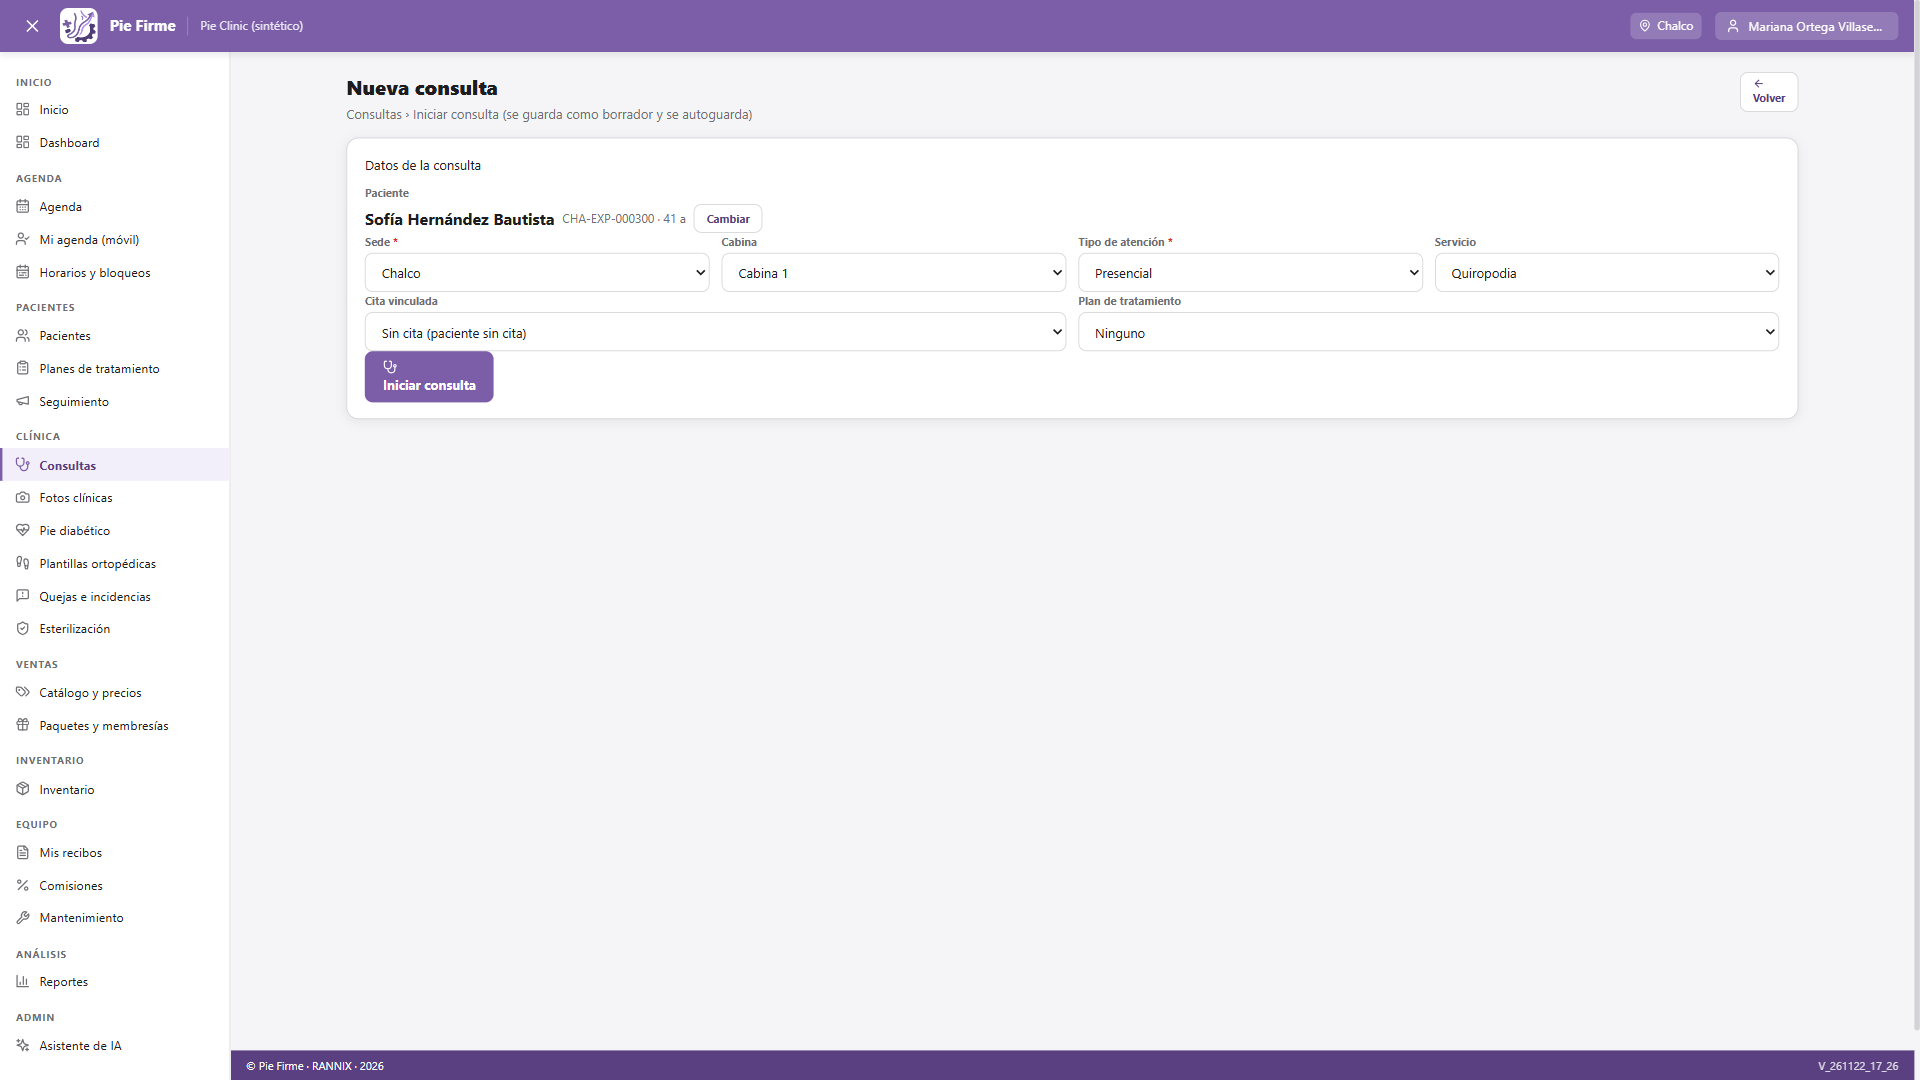 Pie Firme
Pie Clinic (sintético)
Chalco
Mariana Ortega Villase...
INICIO
Inicio
Dashboard
AGENDA
Agenda
Mi agenda (móvil)
Horarios y bloqueos
PACIENTES
Pacientes
Planes de tratamiento
Seguimiento
CLÍNICA
Consultas
Fotos clínicas
Pie diabético
Plantillas ortopédicas
Quejas e incidencias
Esterilización
VENTAS
Catálogo y precios
Paquetes y membresías
INVENTARIO
Inventario
EQUIPO
Mis recibos
Comisiones
Mantenimiento
ANÁLISIS
Reportes
ADMIN
Asistente de IA
Nueva consulta
Consultas › Iniciar consulta (se guarda como borrador y se autoguarda)
← Volver
Datos de la consulta
Paciente
Sofía Hernández Bautista CHA-EXP-000300 · 41 a Cambiar
Sede * Cabina Tipo de atención * Servicio
Chalco Cabina 1 Presencial Quiropodia
Cita vinculada Plan de tratamiento
Sin cita (paciente sin cita) Ninguno
Iniciar consulta
© Pie Firme · RANNIX · 2026
V_261122_17_26